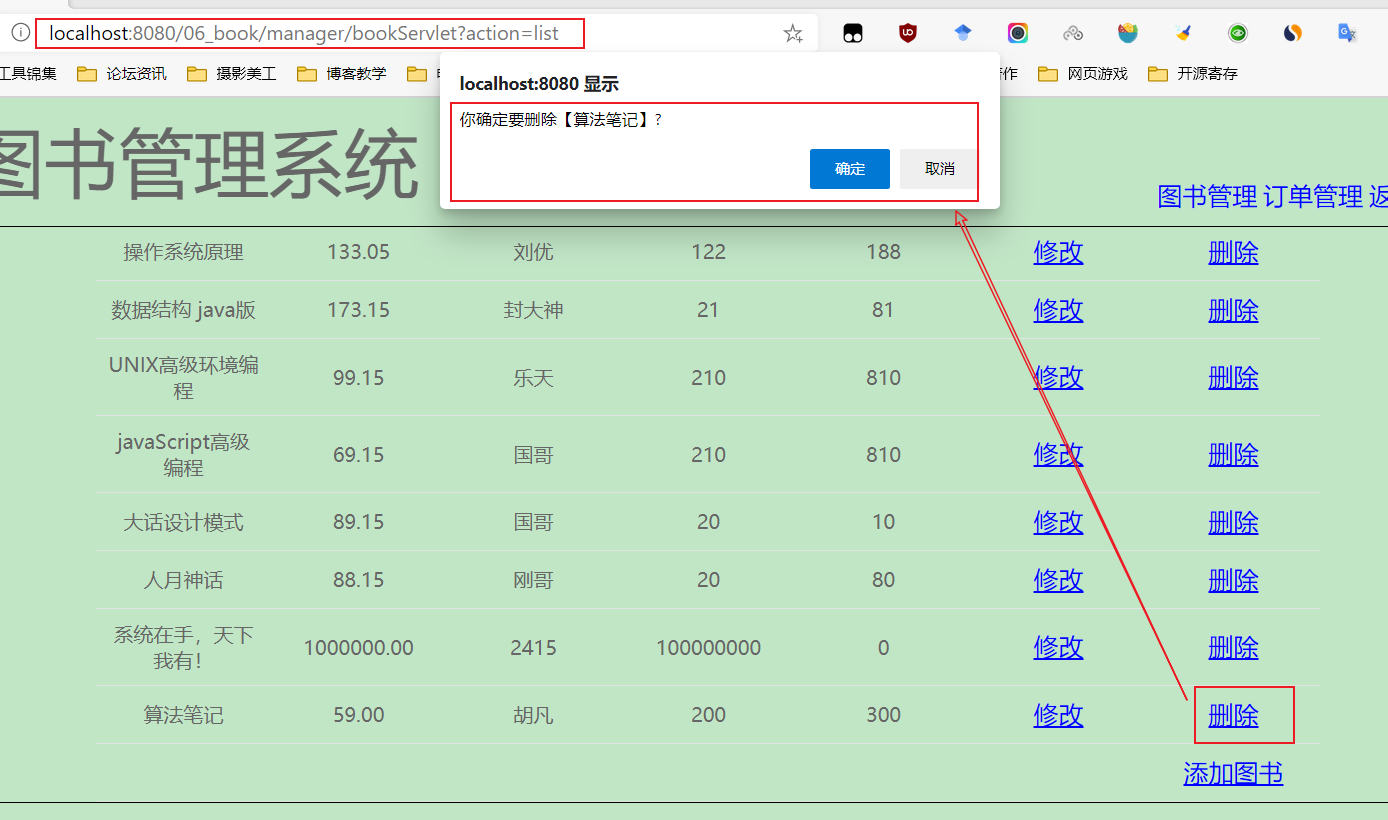 localhost:8080/06_book/manager/bookServlet?action=list
工具锦集 论坛资讯 摄影美工 博客教学 作 网页游戏 开源寄存
localhost:8080 显示
你确定要删除【算法笔记】?
确定 取消
图书管理系统
图书管理 订单管理 返
操作系统原理 133.05 刘优 122 188 修改 删除
数据结构 java版 173.15 封大神 21 81 修改 删除
UNIX高级环境编
程 99.15 乐天 210 810 修改 删除
javaScript高级
编程 69.15 国哥 210 810 修改 删除
大话设计模式 89.15 国哥 20 10 修改 删除
人月神话 88.15 刚哥 20 80 修改 删除
系统在手，天下
我有！ 1000000.00 2415 100000000 0 修改 删除
算法笔记 59.00 胡凡 200 300 修改 删除
添加图书